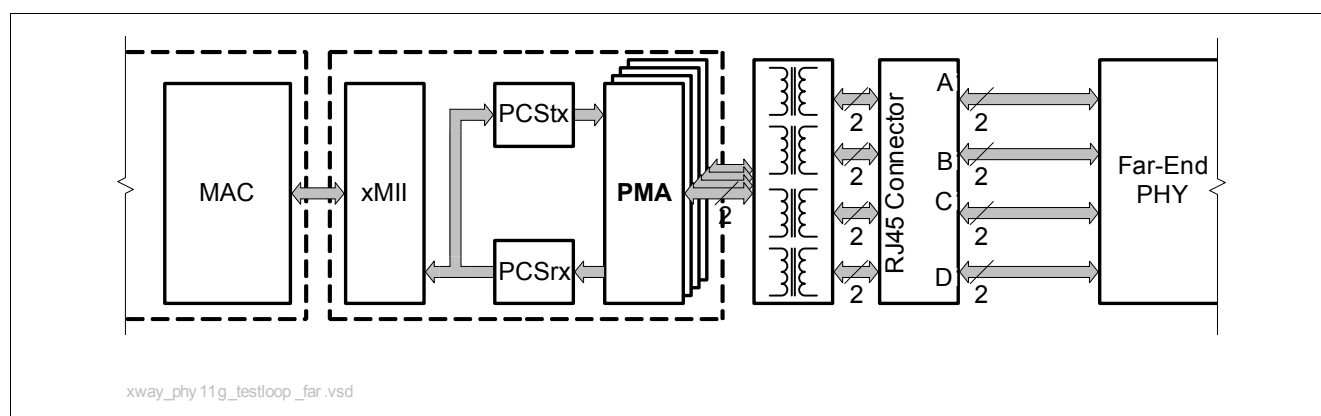 MAC
xMII
PCStx
PCSrx
PMA
2
2
2
2
2
RJ45 Connector
A
B
C
D
2
2
2
2
Far-End
PHY
xway_phy11g_testloop_far.vsd